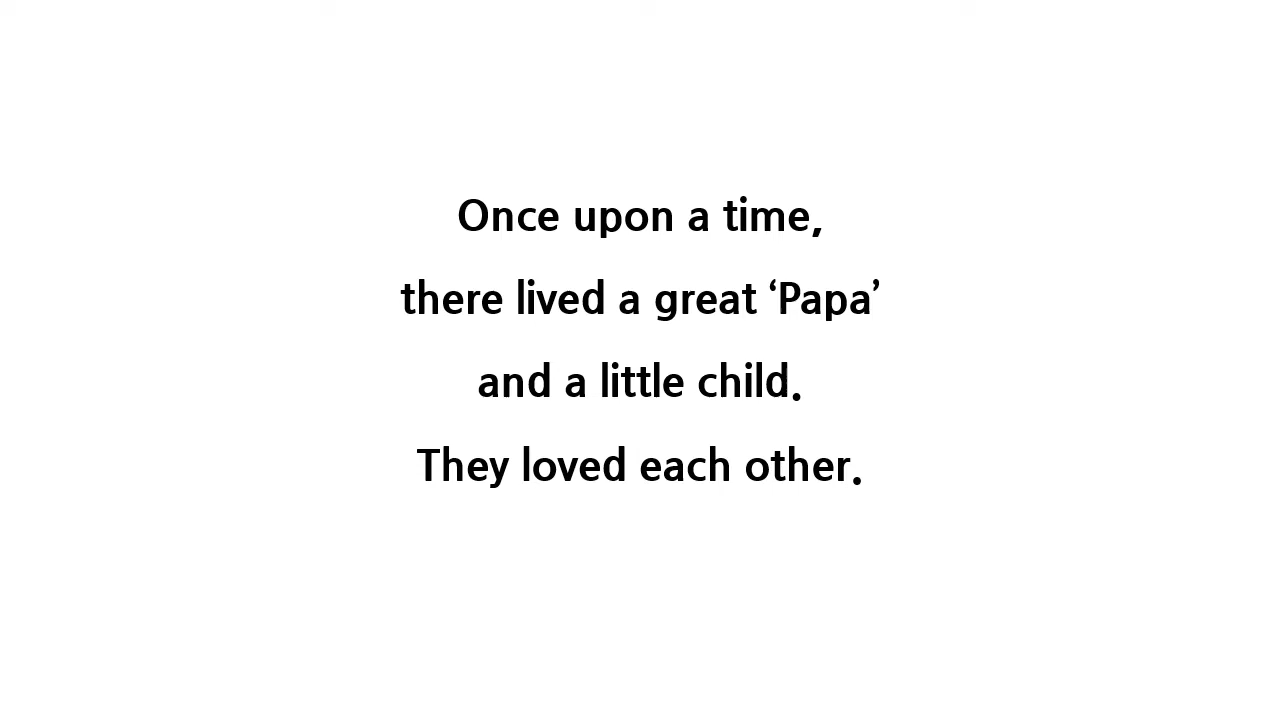 Once upon a time,
there lived a great ‘Papa’
and a little child.
They loved each other.